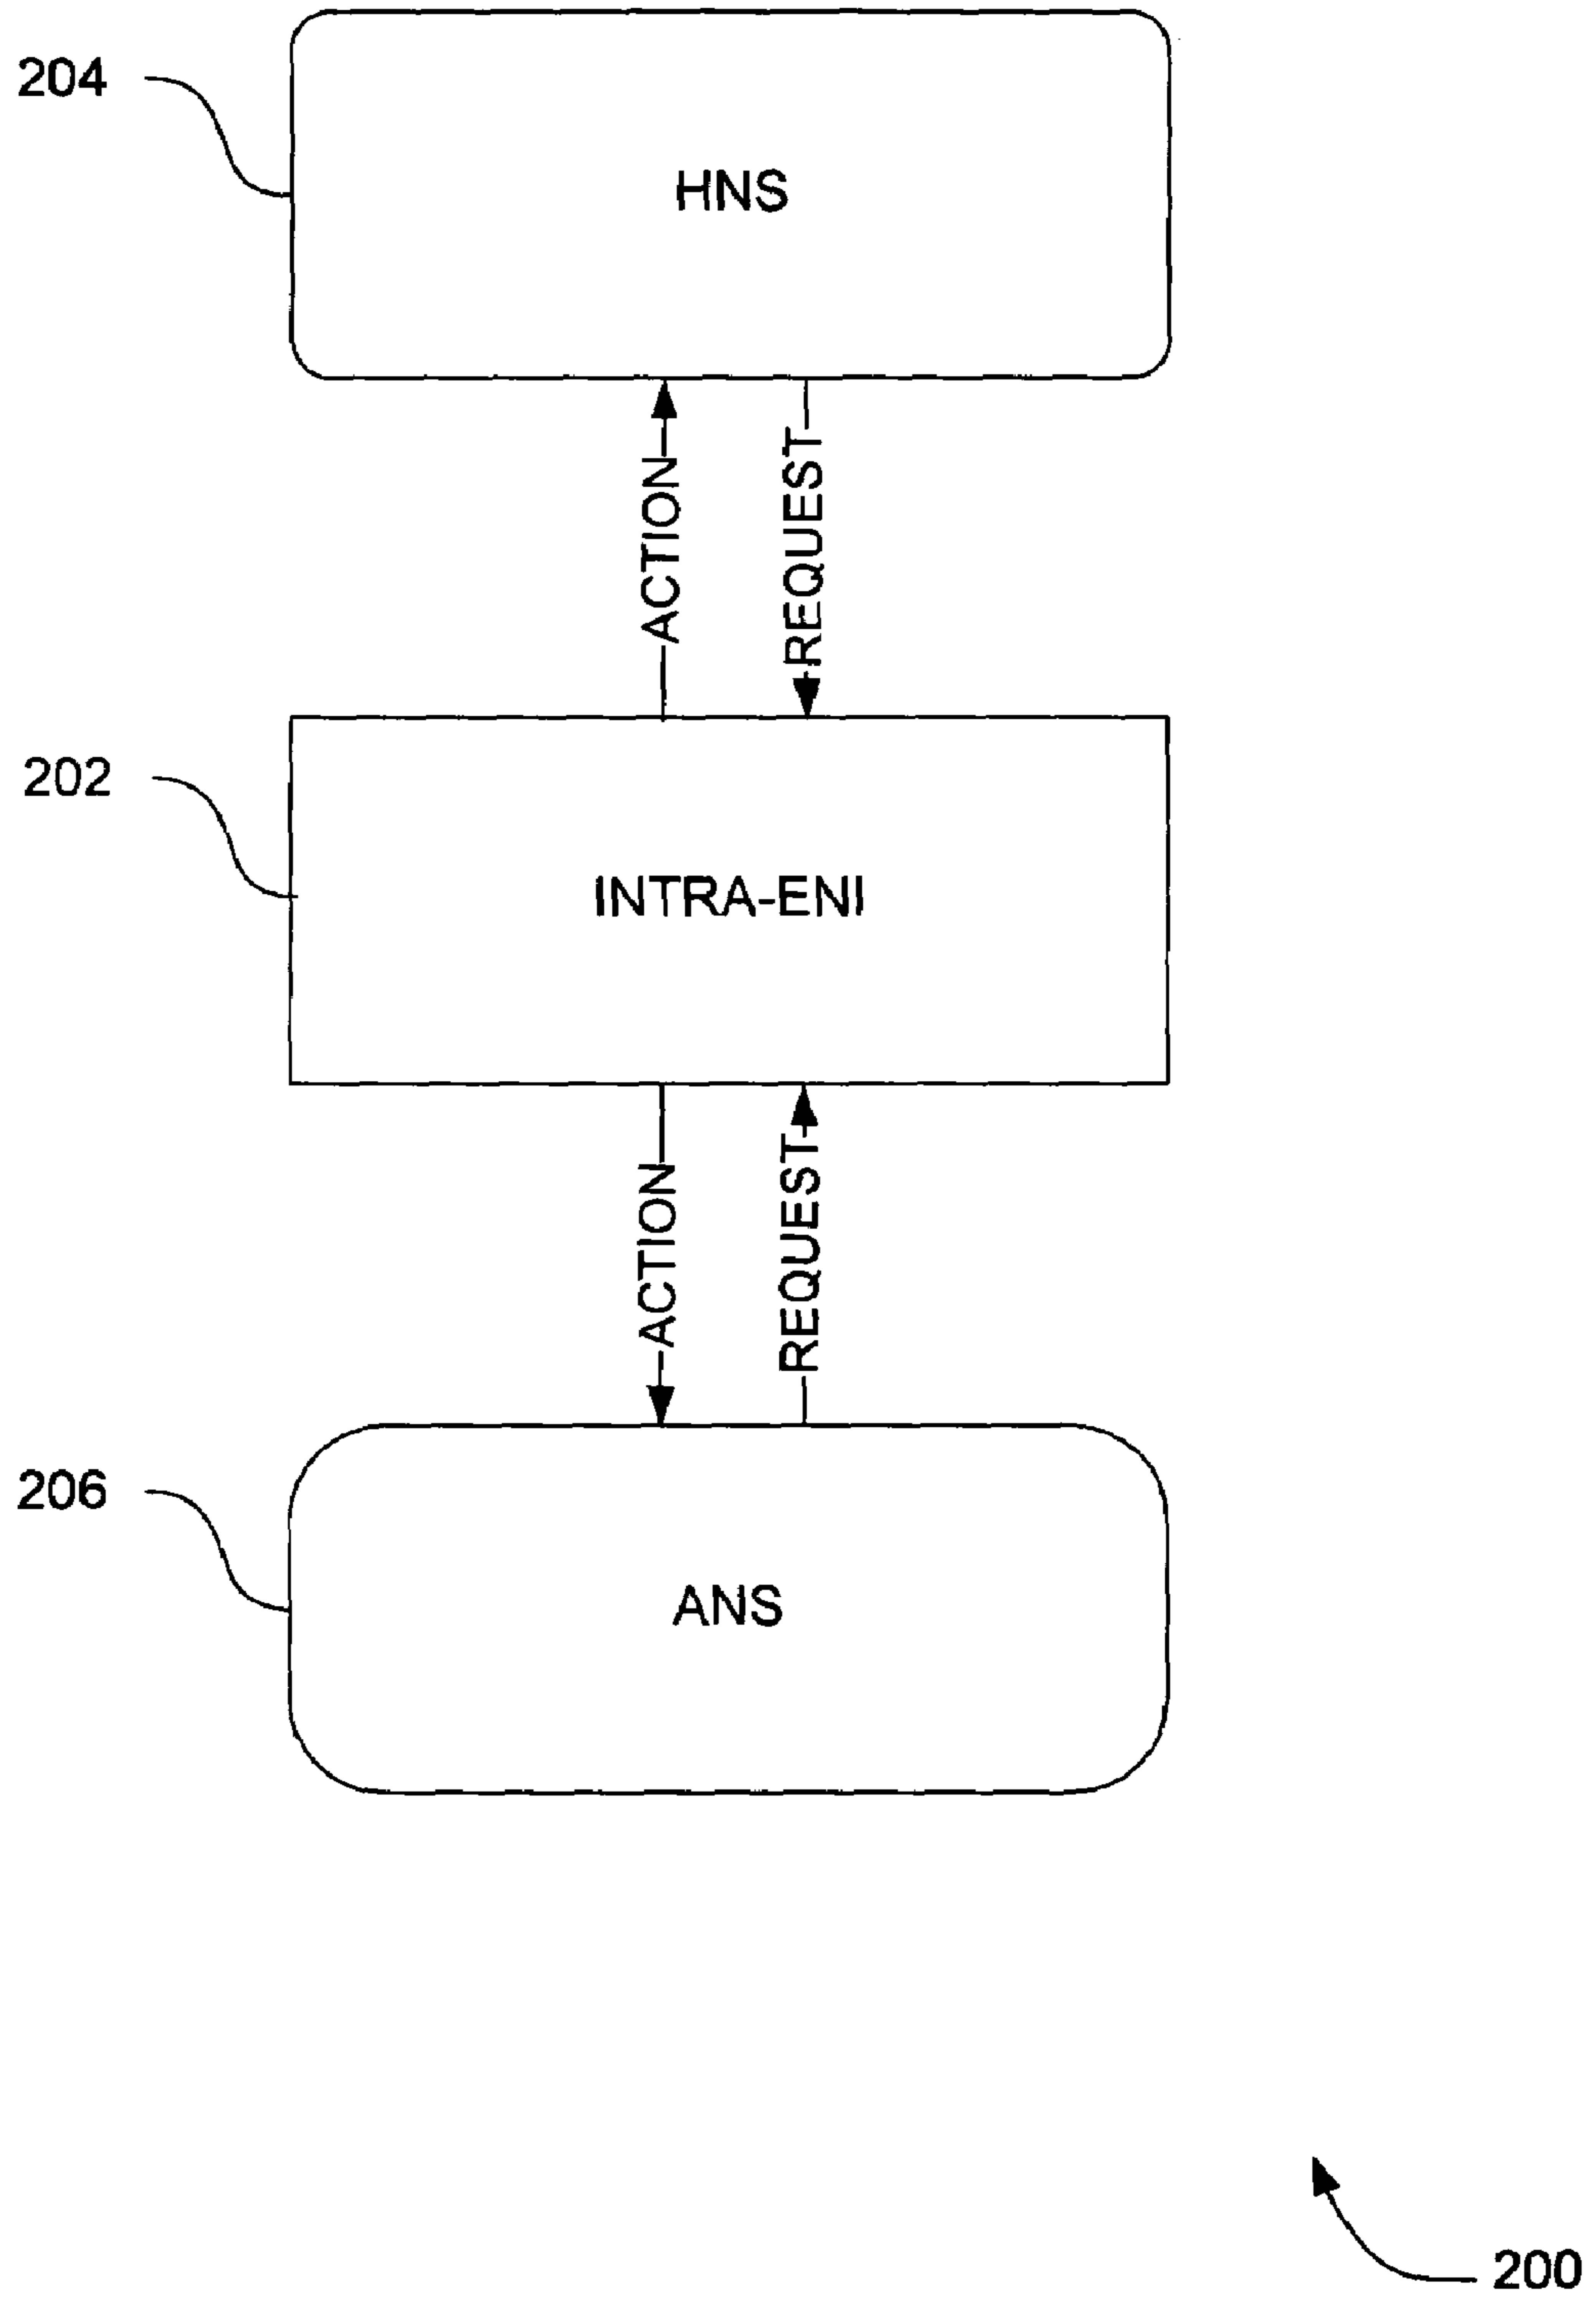 204
HNS
ACTION
REQUEST
202
INTRA-ENI
ACTION
REQUEST
206
ANS
200